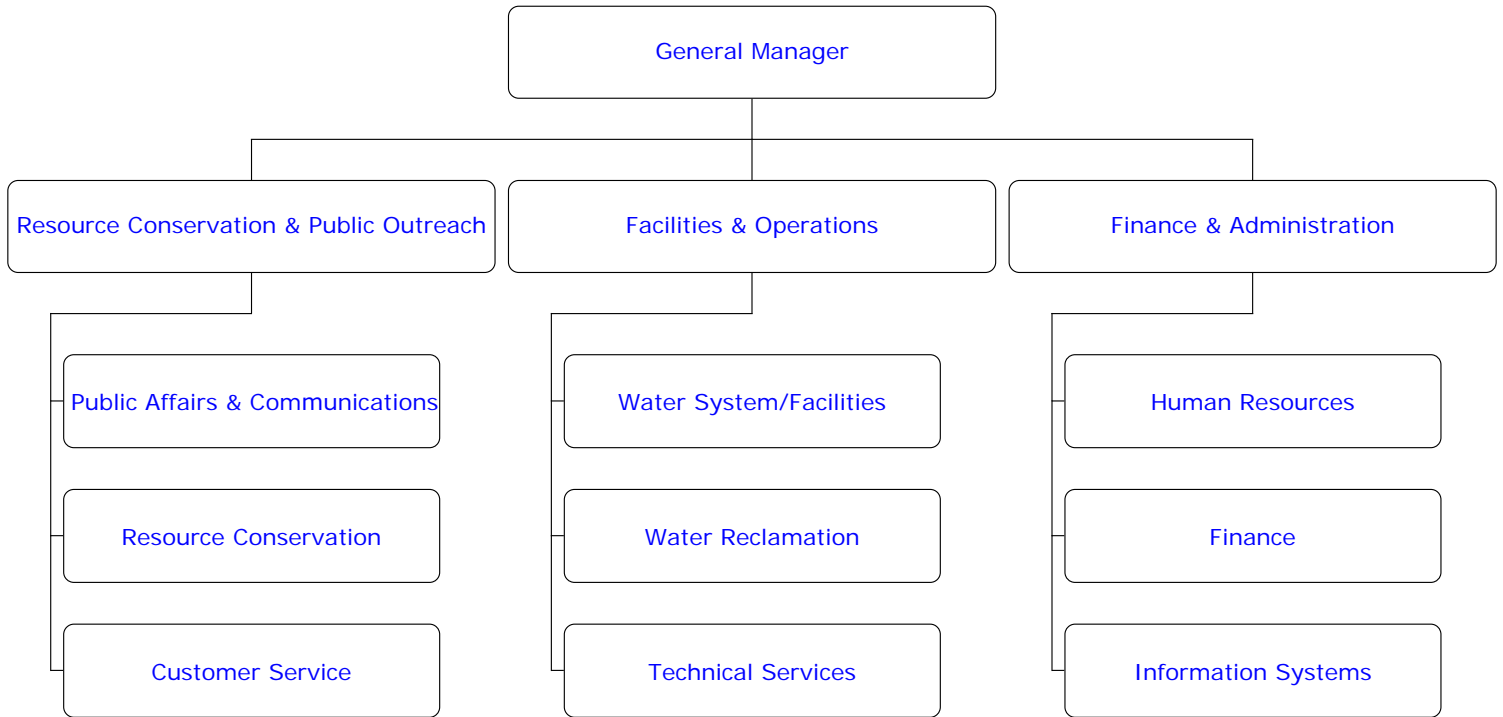 General Manager
Resource Conservation & Public Outreach
Facilities & Operations
Finance & Administration
Public Affairs & Communications
Water System/Facilities
Human Resources
Resource Conservation
Water Reclamation
Finance
Customer Service
Technical Services
Information Systems